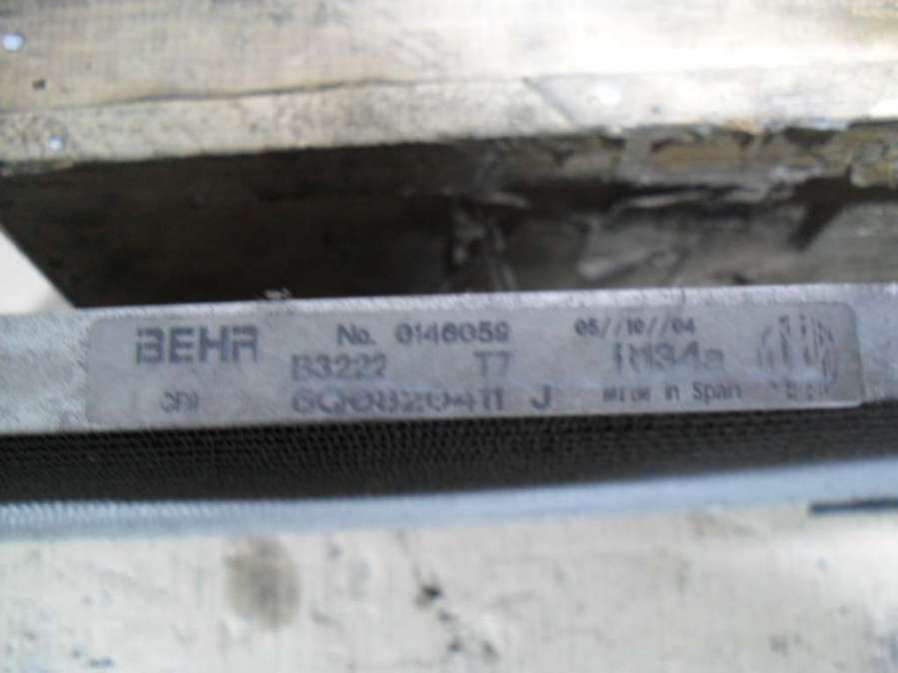 BEHR No. 0146059 05//10//04
B3222 T7 R134a
6Q0820411 J Made in Spain